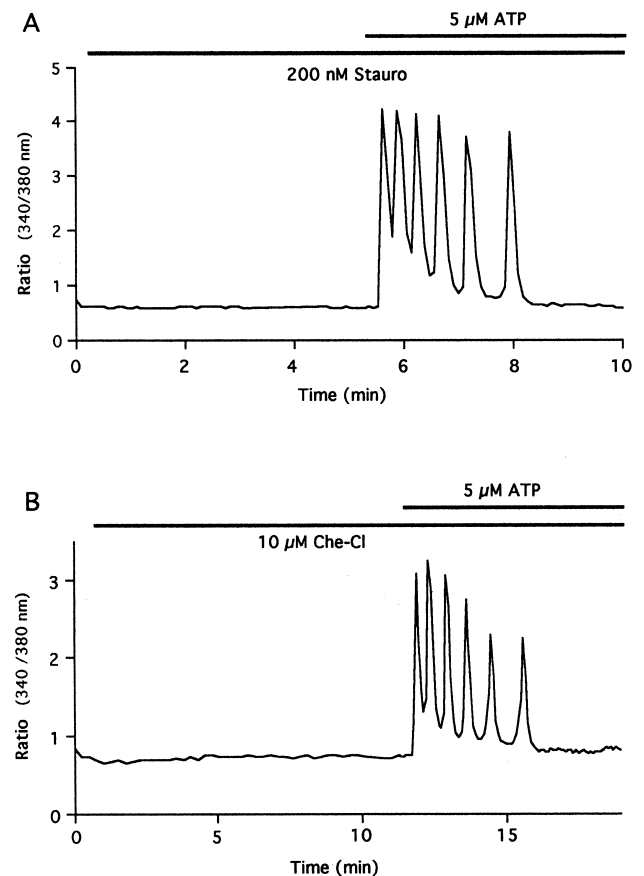 A
5 µM ATP
200 nM Stauro
5
4
3
2
1
0
Ratio (340/380 nm)
0 2 4 6 8 10
Time (min)
B
5 µM ATP
10 µM Che-Cl
3
2
1
0
Ratio (340 /380 nm)
0 5 10 15
Time (min)